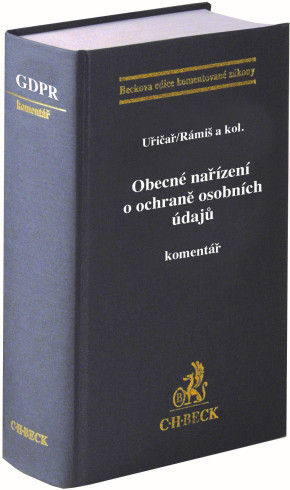 GDPR
komentář
C·H·BECK
Beckova edice komentované zákony
Uřičař/Rámiš a kol.
Obecné nařízení
o ochraně osobních
údajů
komentář
B
C·H·BECK